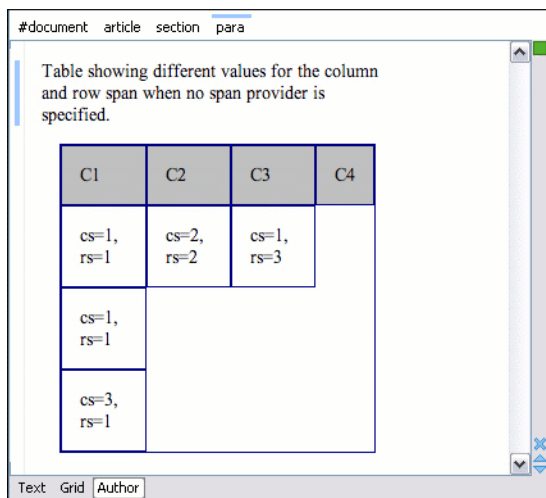 #document article section para
Table showing different values for the column
and row span when no span provider is
specified.
C1 C2 C3 C4
cs=1, cs=2, cs=1,
rs=1 rs=2 rs=3
cs=1,
rs=1
cs=3,
rs=1
Text Grid Author